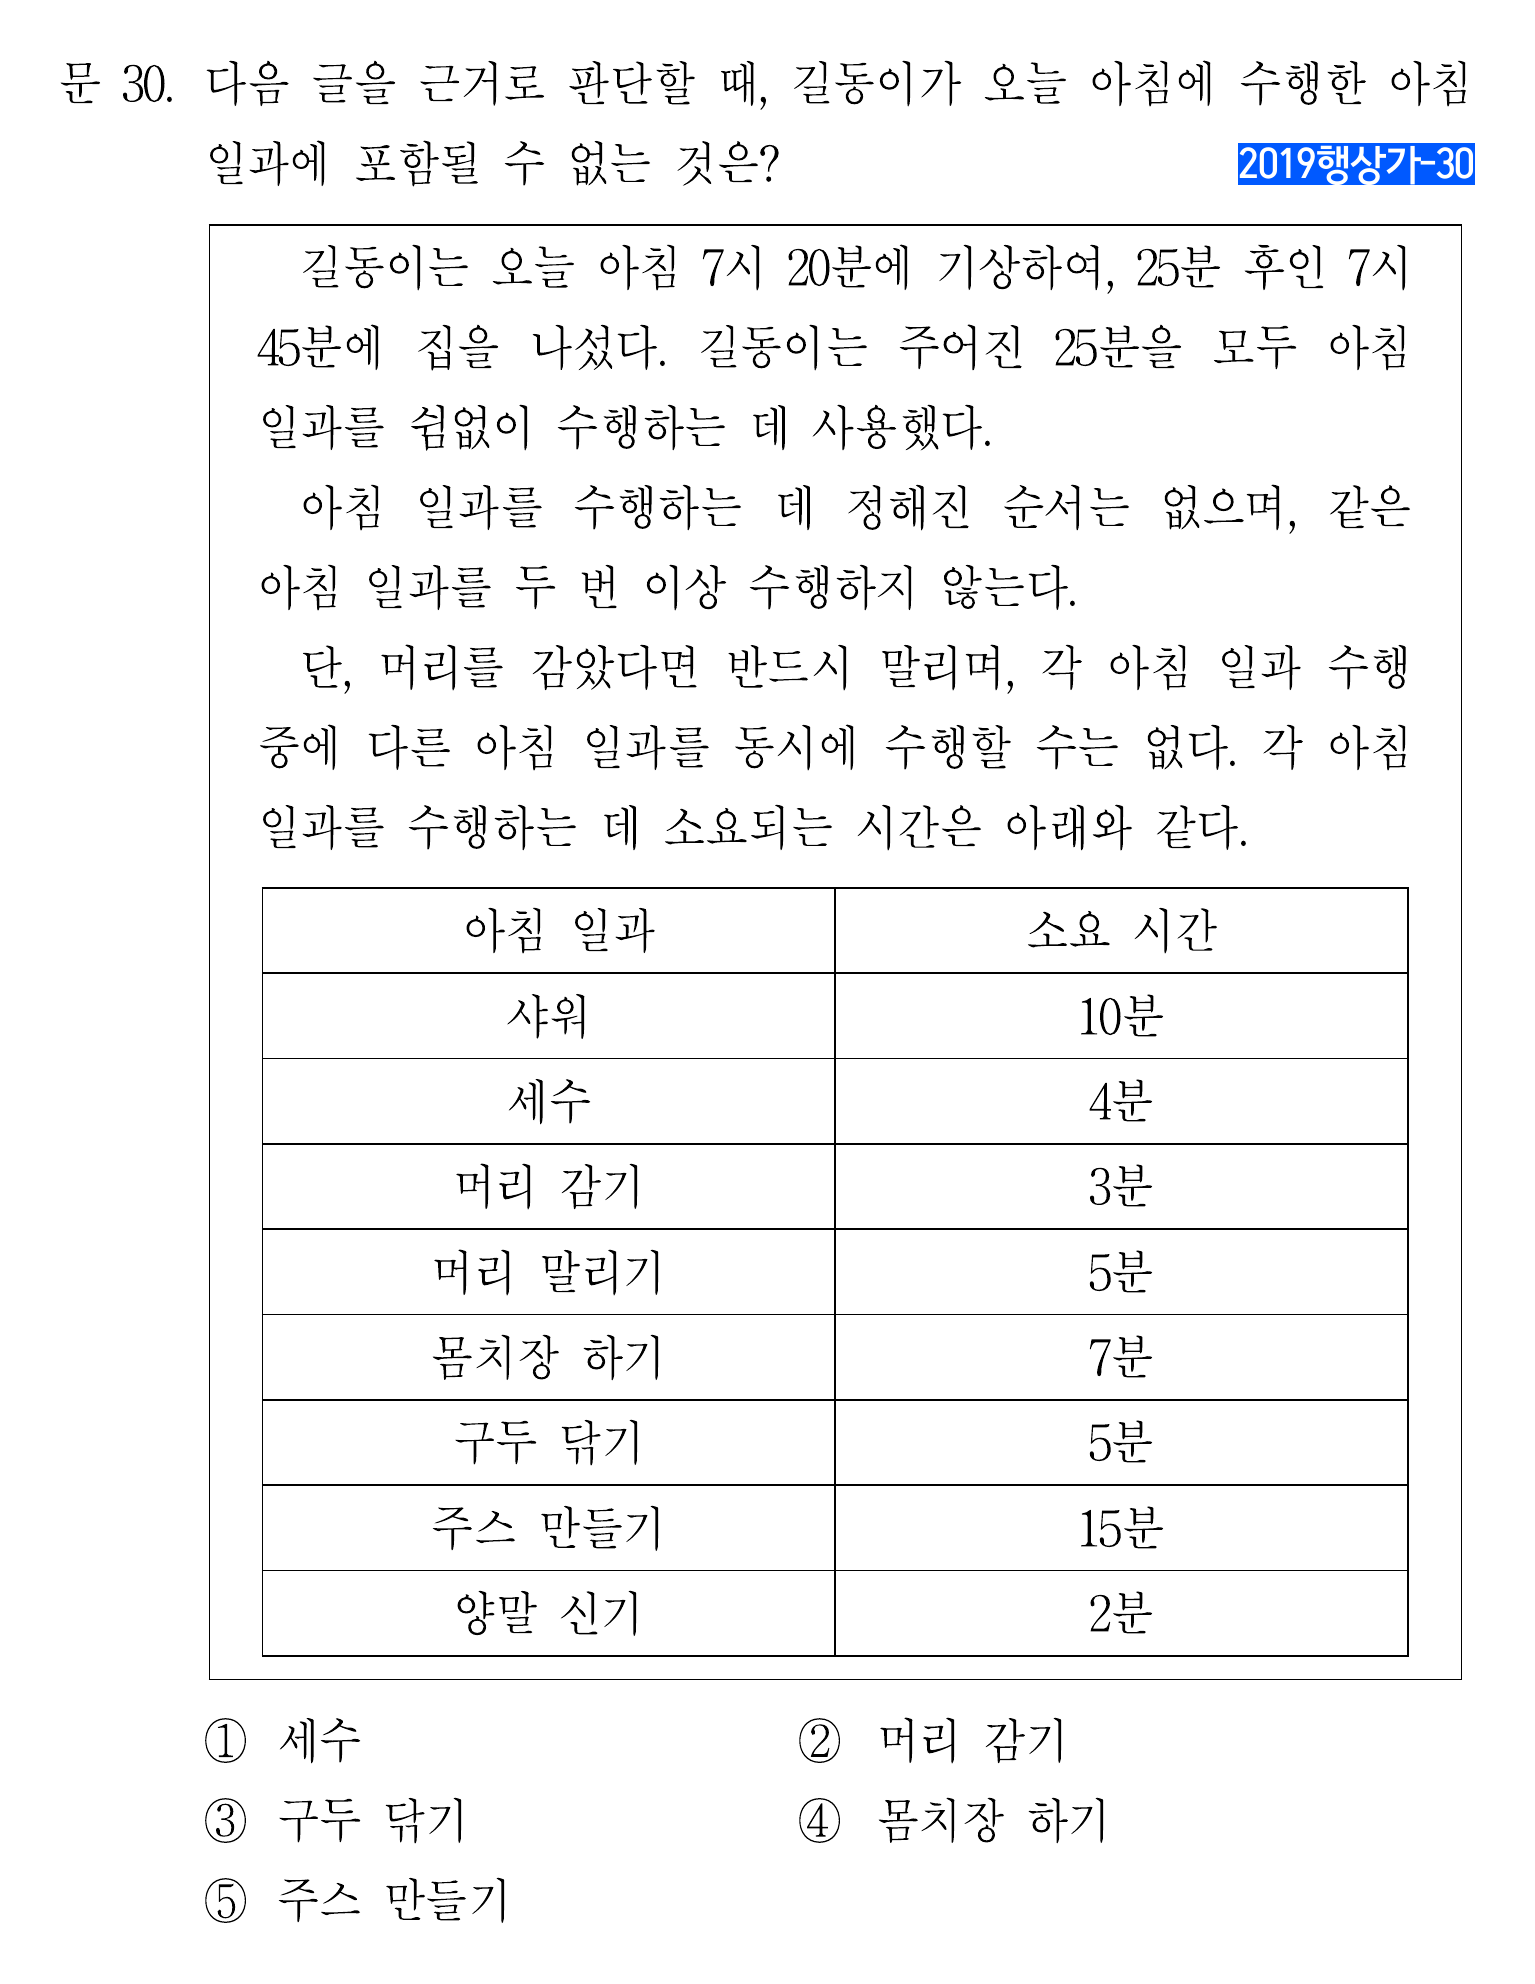 문 30. 다음 글을 근거로 판단할 때, 길동이가 오늘 아침에 수행한 아침
일과에 포함될 수 없는 것은?
2019행상가-30
길동이는 오늘 아침 7시 20분에 기상하여, 25분 후인 7시
45분에 집을 나섰다. 길동이는 주어진 25분을 모두 아침
일과를 쉼없이 수행하는 데 사용했다.
아침 일과를 수행하는 데 정해진 순서는 없으며, 같은
아침 일과를 두 번 이상 수행하지 않는다.
단, 머리를 감았다면 반드시 말리며, 각 아침 일과 수행
중에 다른 아침 일과를 동시에 수행할 수는 없다. 각 아침
일과를 수행하는 데 소요되는 시간은 아래와 같다.
아침 일과 소요 시간
샤워 10분
세수 4분
머리 감기 3분
머리 말리기 5분
몸치장 하기 7분
구두 닦기 5분
주스 만들기 15분
양말 신기 2분
① 세수 ② 머리 감기
③ 구두 닦기 ④ 몸치장 하기
⑤ 주스 만들기